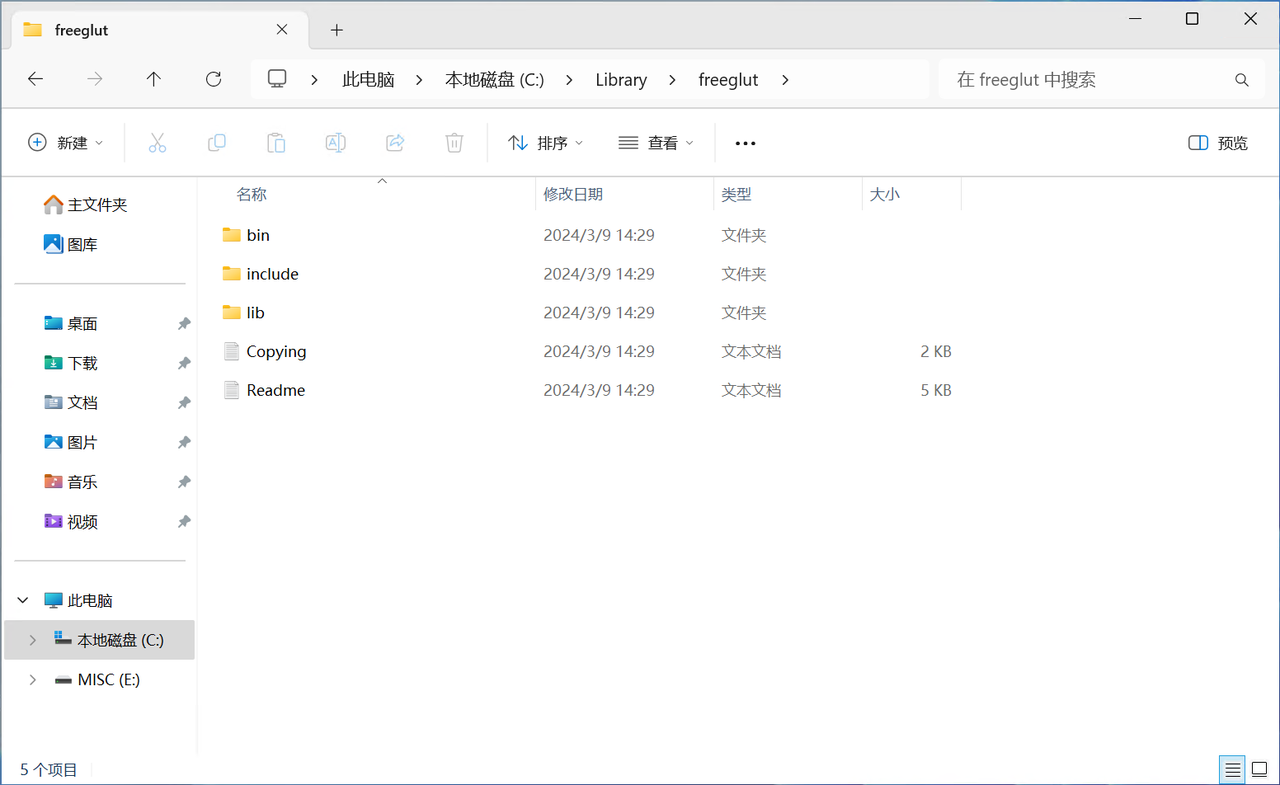 freeglut
此电脑
本地磁盘 (C:)
Library
freeglut
在 freeglut 中搜索
新建
排序
查看
预览
主文件夹
图库
桌面
下载
文档
图片
音乐
视频
此电脑
本地磁盘 (C:)
MISC (E:)
名称 修改日期 类型 大小
bin 2024/3/9 14:29 文件夹
include 2024/3/9 14:29 文件夹
lib 2024/3/9 14:29 文件夹
Copying 2024/3/9 14:29 文本文档 2 KB
Readme 2024/3/9 14:29 文本文档 5 KB
5 个项目